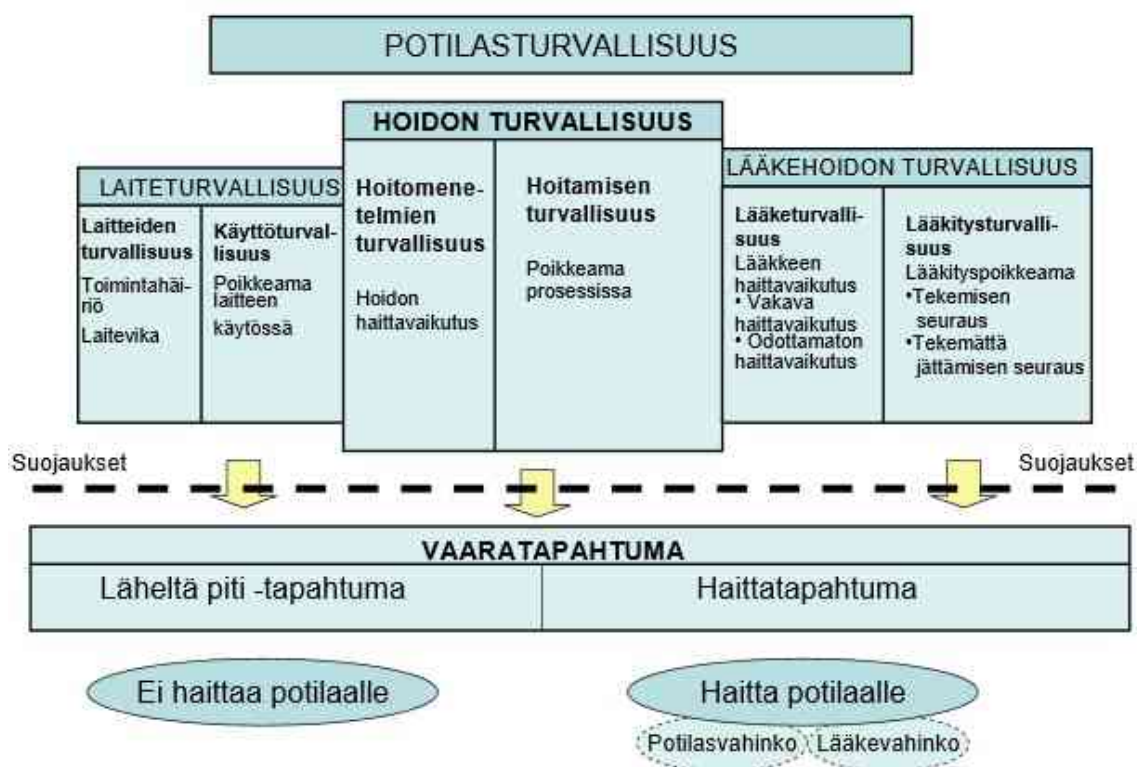 POTILASTURVALLISUUS
HOIDON TURVALLISUUS
LAITETURVALLISUUS
LÄÄKEHOIDON TURVALLISUUS
Laitteiden
turvallisuus
Toimintahäi-
riö
Laitevika
Käyttöturval-
lisuus
Poikkeama
laitteen
käytössä
Hoitomene-
telmien
turvallisuus
Hoidon
haittavaikutus
Hoitamisen
turvallisuus
Poikkeama
prosessissa
Lääketurvalli-
suus
Lääkkeen
haittavaikutus
• Vakava
haittavaikutus
• Odottamaton
haittavaikutus
Lääkitysturvalli-
suus
Lääkityspoikkeama
•Tekemisen
seuraus
•Tekemättä
jättämisen seuraus
Suojaukset
Suojaukset
VAARATAPAHTUMA
Läheltä piti -tapahtuma
Haittatapahtuma
Ei haittaa potilaalle
Haitta potilaalle
Potilasvahinko
Lääkevahinko